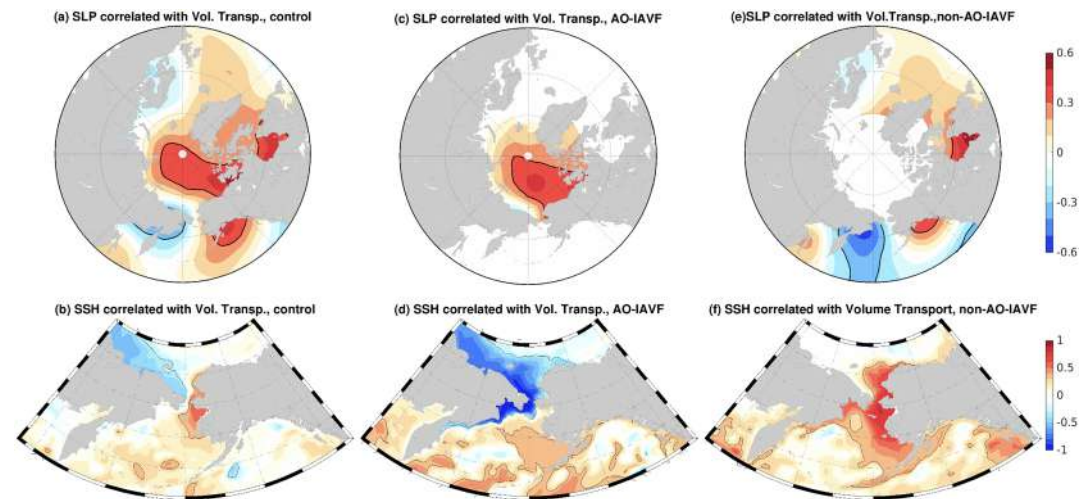 (a) SLP correlated with Vol. Transp., control
(c) SLP correlated with Vol. Transp., AO-IAVF
(e)SLP correlated with Vol.Transp.,non-AO-IAVF
0.6
0.3
0
-0.3
-0.6
(b) SSH correlated with Vol. Transp., control
(d) SSH correlated with Vol. Transp., AO-IAVF
(f) SSH correlated with Volume Transport, non-AO-IAVF
1
0.5
0
-0.5
-1